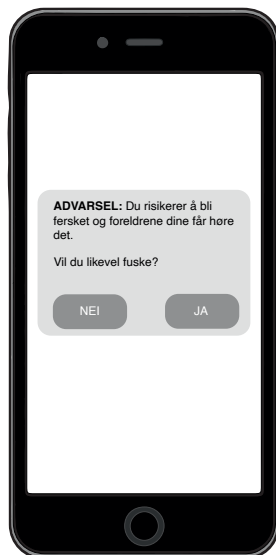 ADVARSEL: Du risikerer å bli
fersket og foreldrene dine får høre
det.
Vil du likevel fuske?
NEI
JA